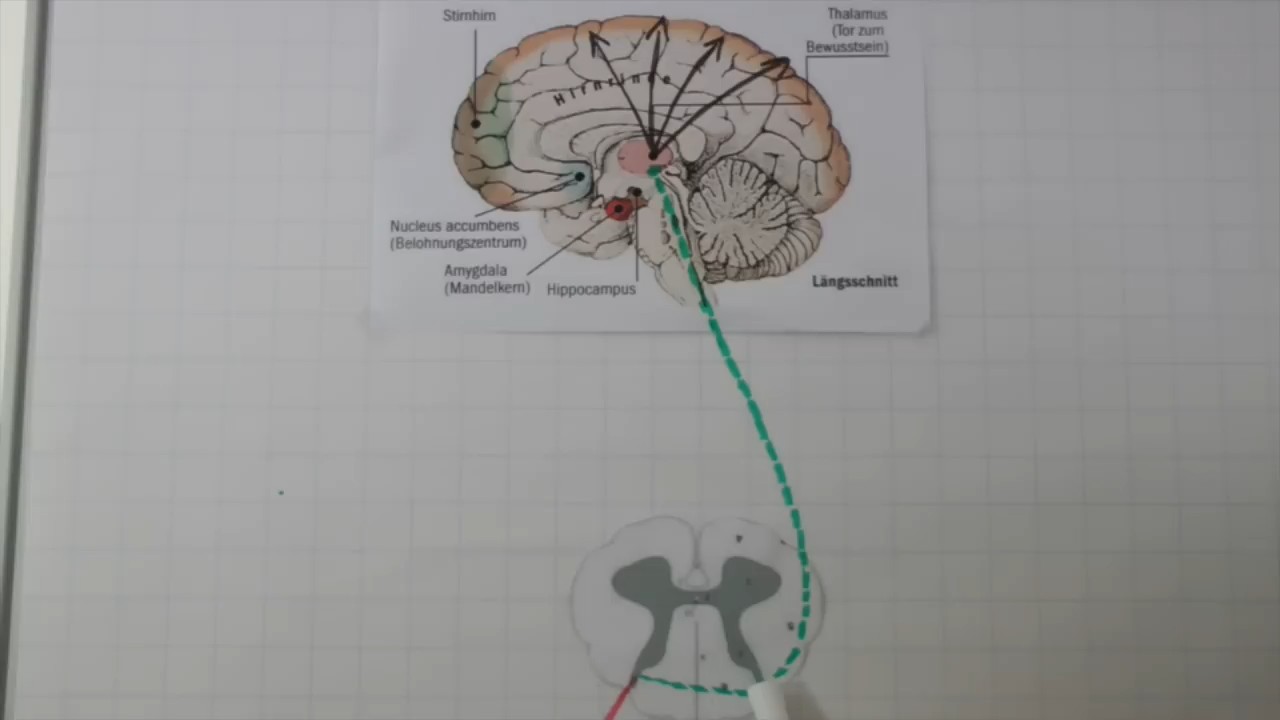 Stirnhirn
Thalamus
(Tor zum
Bewusstsein)
Hirnrinde
Nucleus accumbens
(Belohnungszentrum)
Amygdala
(Mandelkern)
Hippocampus
Längsschnitt